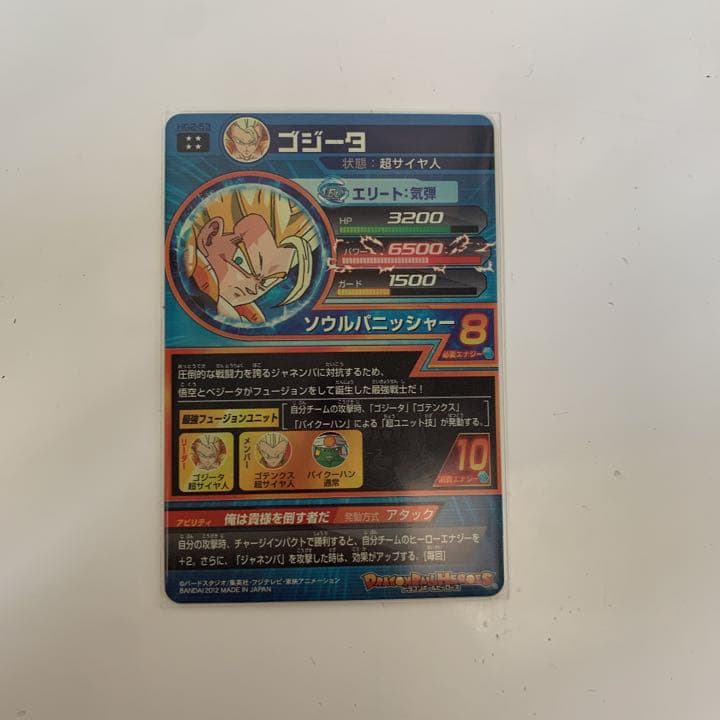 HG2-53
ゴジータ
状態：超サイヤ人
エリート：気弾
HP 3200
パワー 6500
ガード 1500
ソウルパニッシャー 8
必要エナジー
圧倒的な戦闘力を誇るジャネンバに対抗するため、
悟空とベジータがフュージョンをして誕生した最強戦士だ！
最強フュージョンユニット
自分チームの攻撃時、「ゴジータ」「ゴテンクス」
「パイクーハン」による「超ユニット技」が発動する。
リーダー
ゴジータ
超サイヤ人
メンバー
ゴテンクス
超サイヤ人
パイクーハン
通常
10
消費エナジー
アビリティ 俺は貴様を倒す者だ 発動方式 アタック
自分の攻撃時、チャージインパクトで勝利すると、自分チームのヒーローエナジーを
+2。さらに、「ジャネンバ」を攻撃した時は、効果がアップする。[毎回]
©バードスタジオ/集英社・フジテレビ・東映アニメーション
BANDAI 2012 MADE IN JAPAN
DRAGONBALL HEROES
ドラゴンボールヒーローズ